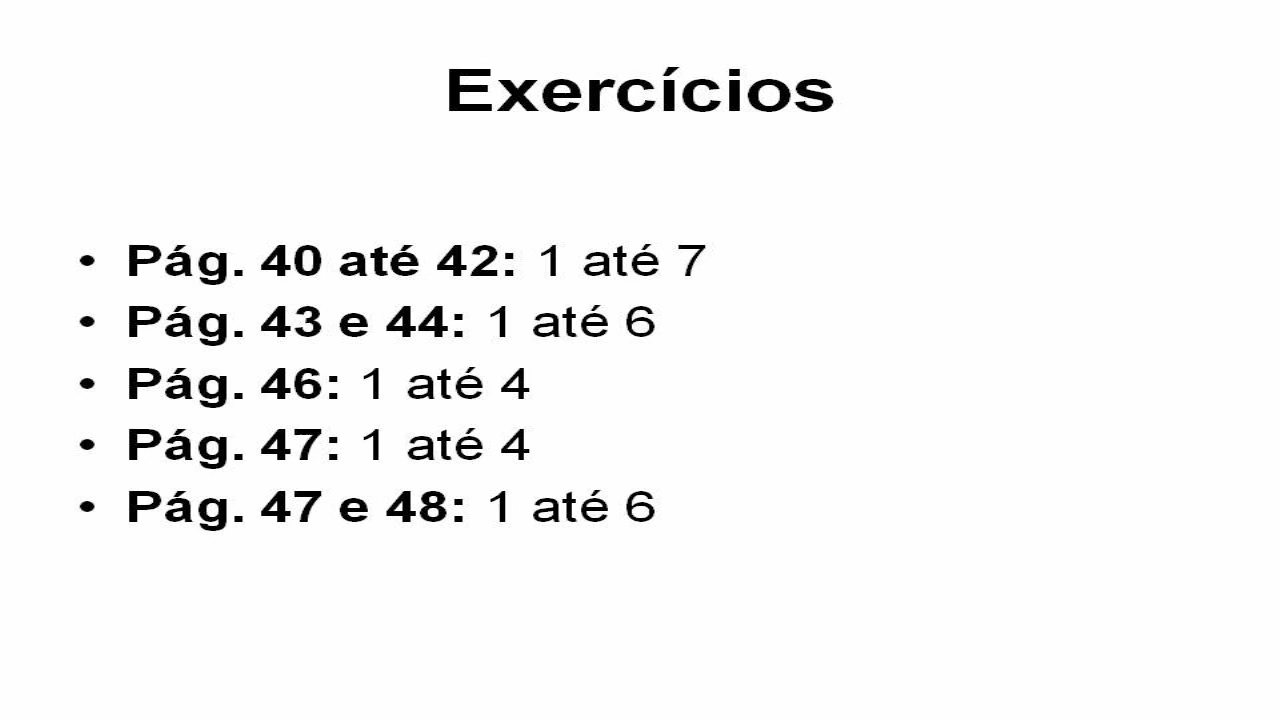 Exercícios
• Pág. 40 até 42: 1 até 7
• Pág. 43 e 44: 1 até 6
• Pág. 46: 1 até 4
• Pág. 47: 1 até 4
• Pág. 47 e 48: 1 até 6